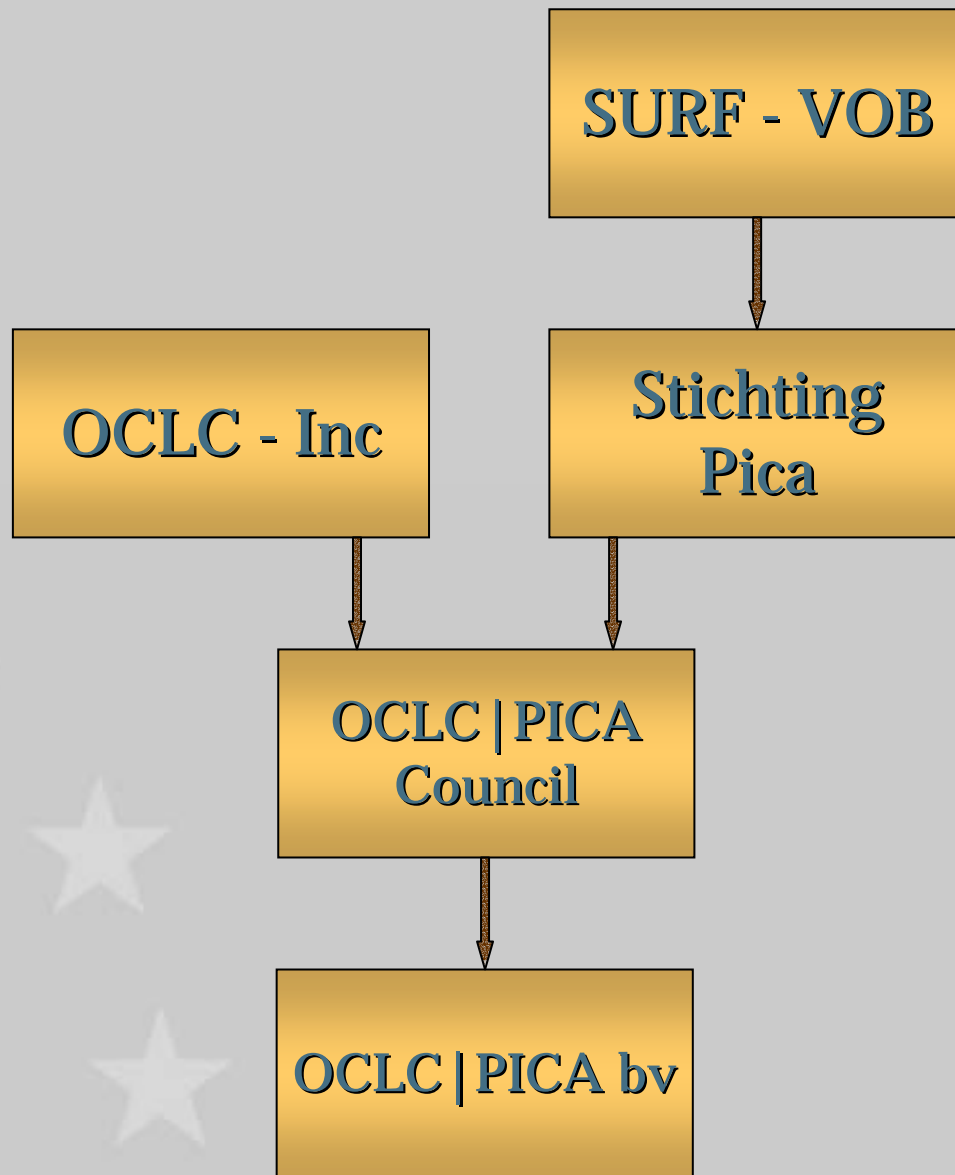 SURF - VOB
OCLC - Inc
Stichting
Pica
OCLC|PICA
Council
OCLC|PICA bv